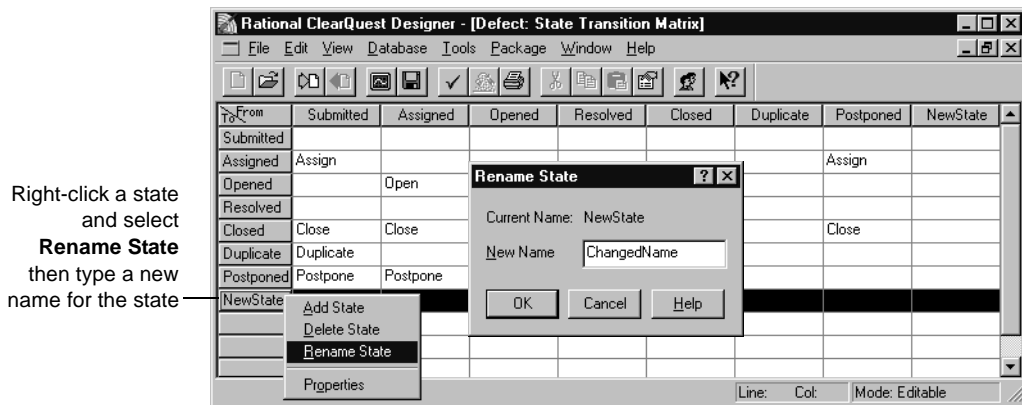 Rational ClearQuest Designer - [Defect: State Transition Matrix]
File Edit View Database Tools Package Window Help
From
To
Submitted Assigned Opened Resolved Closed Duplicate Postponed NewState
Submitted
Assigned Assign Assign
Opened Open
Resolved
Closed Close Close Close
Duplicate Duplicate
Postponed Postpone Postpone
NewState
Right-click a state
and select
Rename State
then type a new
name for the state
Rename State
Current Name: NewState
New Name ChangedName
OK Cancel Help
Add State
Delete State
Rename State
Properties
Line: Col: Mode: Editable